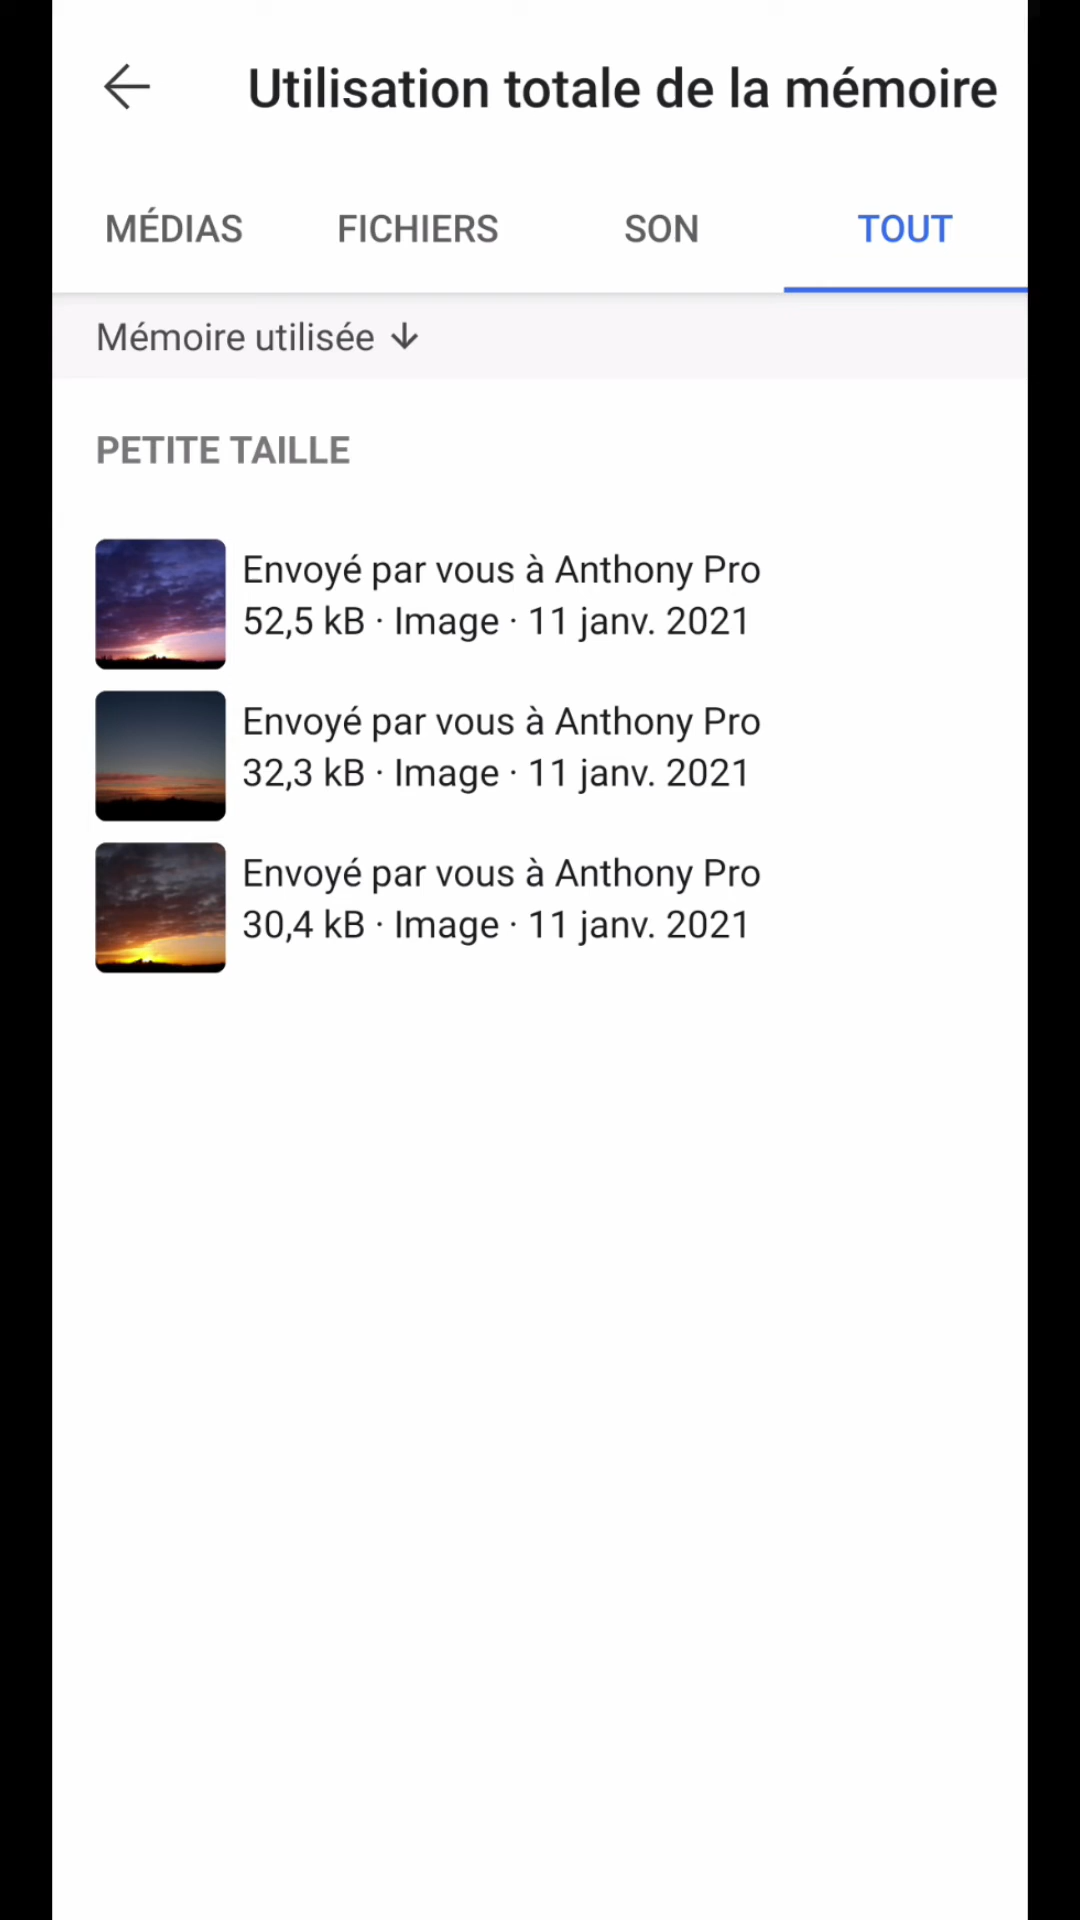 Utilisation totale de la mémoire
MÉDIAS FICHIERS SON TOUT
Mémoire utilisée ↓
PETITE TAILLE
Envoyé par vous à Anthony Pro
52,5 kB · Image · 11 janv. 2021
Envoyé par vous à Anthony Pro
32,3 kB · Image · 11 janv. 2021
Envoyé par vous à Anthony Pro
30,4 kB · Image · 11 janv. 2021